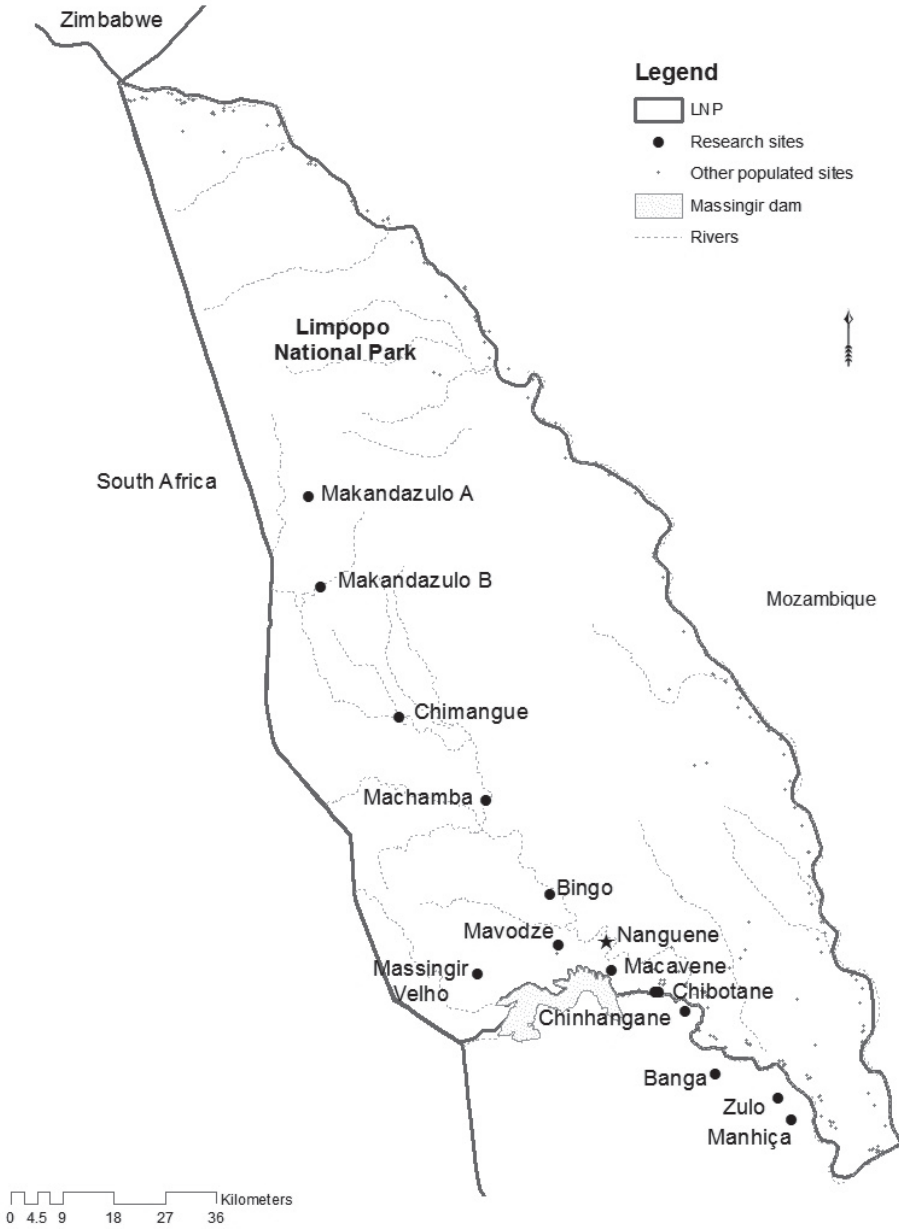 Zimbabwe
Legend
LNP
Research sites
Other populated sites
Massingir dam
Rivers
Limpopo
National Park
South Africa
Makandazulo A
Makandazulo B
Mozambique
Chimangue
Machamba
Bingo
Mavodze
Nanguene
Massingir
Velho
Macavene
Chibotane
Chinhangane
Banga
Zulo
Manhiça
Kilometers
0 4.5 9 18 27 36